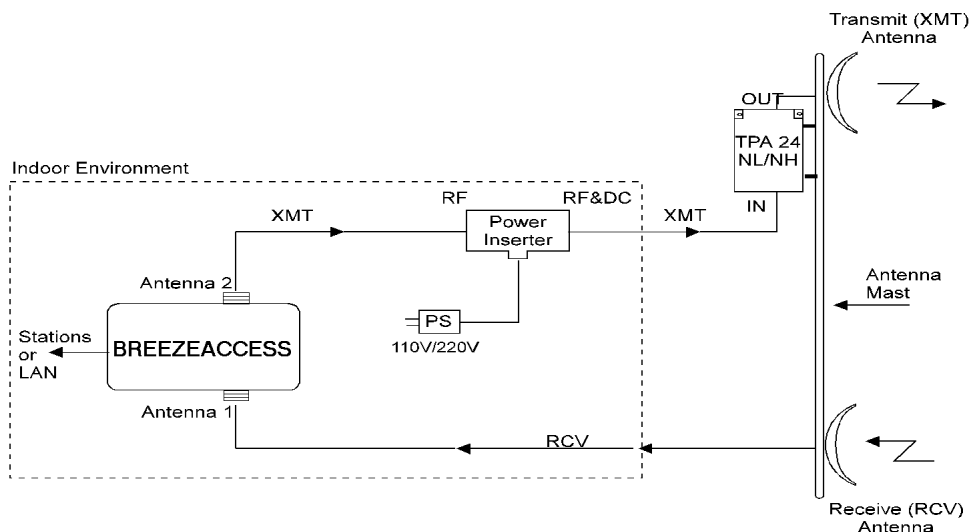 Transmit (XMT)
Antenna
OUT
TPA 24
NL/NH
IN
Indoor Environment
RF
RF&DC
XMT
XMT
Power
Inserter
Antenna 2
PS
110V/220V
Antenna
Mast
Stations
or
LAN
BREEZEACCESS
Antenna 1
RCV
Receive (RCV)
Antenna